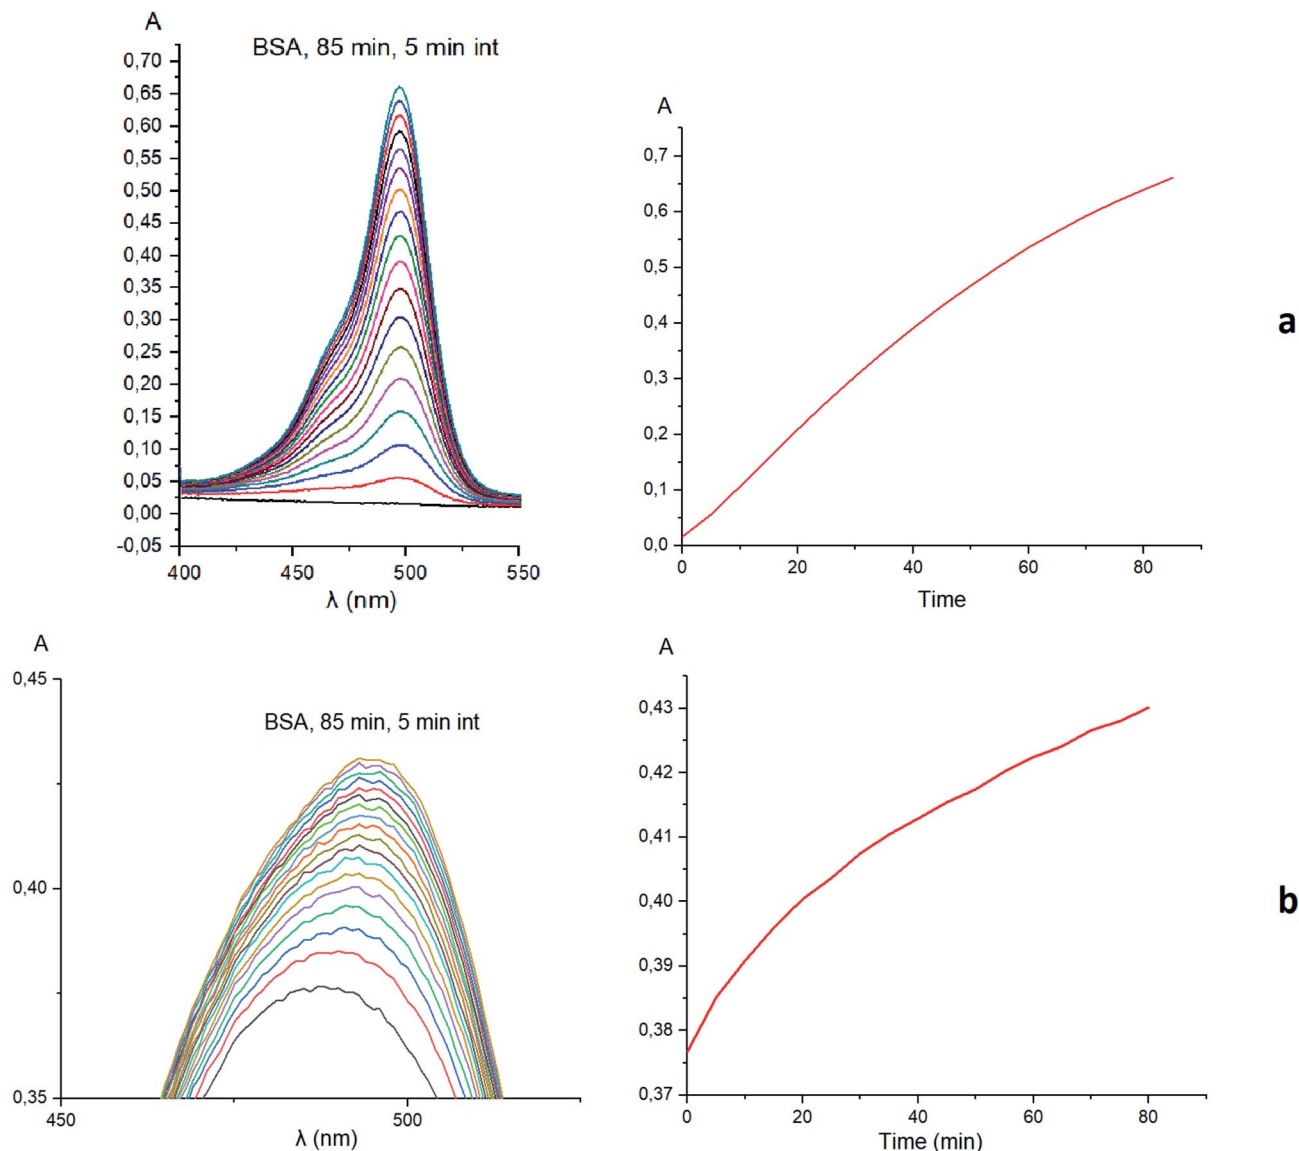 A
BSA, 85 min, 5 min int
0,70
0,65
0,60
0,55
0,50
0,45
0,40
0,35
0,30
0,25
0,20
0,15
0,10
0,05
0,00
-0,05
400 450 500 550
λ (nm)
A
0,7
0,6
0,5
0,4
0,3
0,2
0,1
0,0
0 20 40 60 80
Time
a
A
0,45
BSA, 85 min, 5 min int
0,40
0,35
450 500
λ (nm)
A
0,43
0,42
0,41
0,40
0,39
0,38
0,37
0 20 40 60 80
Time (min)
b